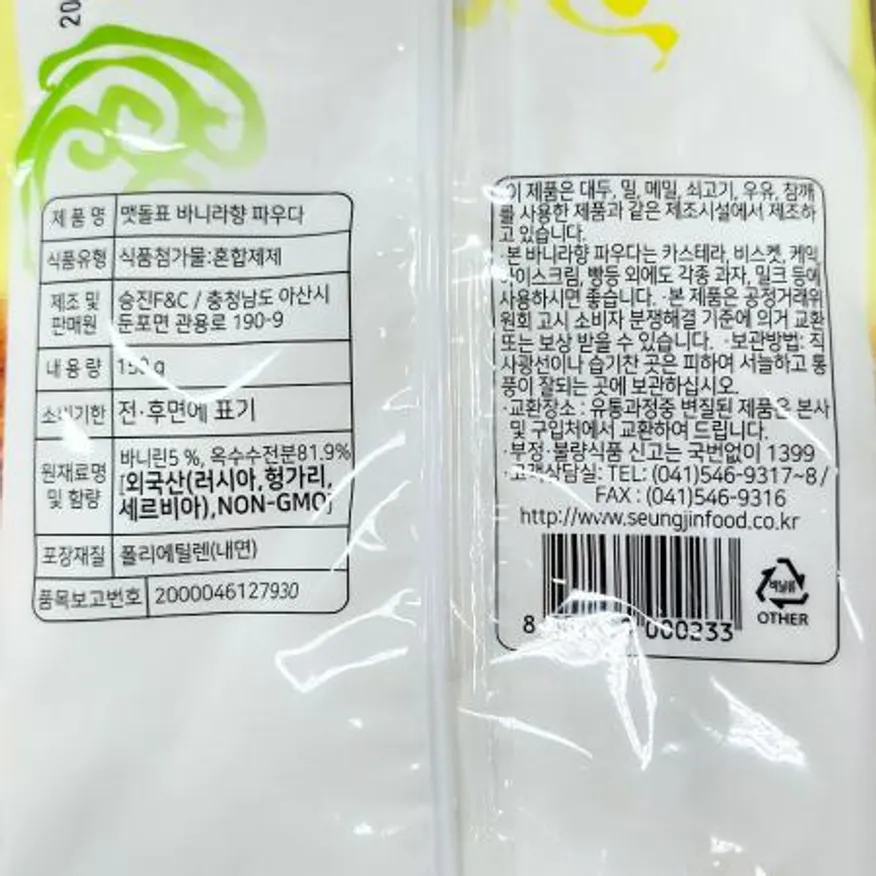 20
제 품 명 맷돌표 바니라향 파우다
식품유형 식품첨가물:혼합제제
제조 및 판매원 승진F&C / 충청남도 아산시
둔포면 관용로 190-9
내 용 량 g
소비기한 전·후면에 표기
원재료명 및 함량 바니린5 %, 옥수수전분81.9%
[외국산(러시아,헝가리,
세르비아),NON-GMO]
포장재질 폴리에틸렌(내면)
품목보고번호 2000046127930
이 제품은 대두, 밀, 메밀, 쇠고기, 우유, 참깨
를 사용한 제품과 같은 제조시설에서 제조하
고 있습니다.
·본 바니라향 파우다는 카스테라, 비스켓, 케익
아이스크림, 빵등 외에도 각종 과자, 밀크 등에
사용하시면 좋습니다. ·본 제품은 공정거래위
원회 고시 소비자 분쟁해결 기준에 의거 교환
또는 보상 받을 수 있습니다. ·보관방법: 직
사광선이나 습기찬 곳은 피하여 서늘하고 통
풍이 잘되는 곳에 보관하십시오.
·교환장소 : 유통과정중 변질된 제품은 본사
및 구입처에서 교환하여 드립니다.
·부정·불량식품 신고는 국번없이 1399
·고객상담실: TEL: (041)546-9317~8 /
FAX : (041)546-9316
http://www.seungjinfood.co.kr
비닐류
OTHER
8 000233